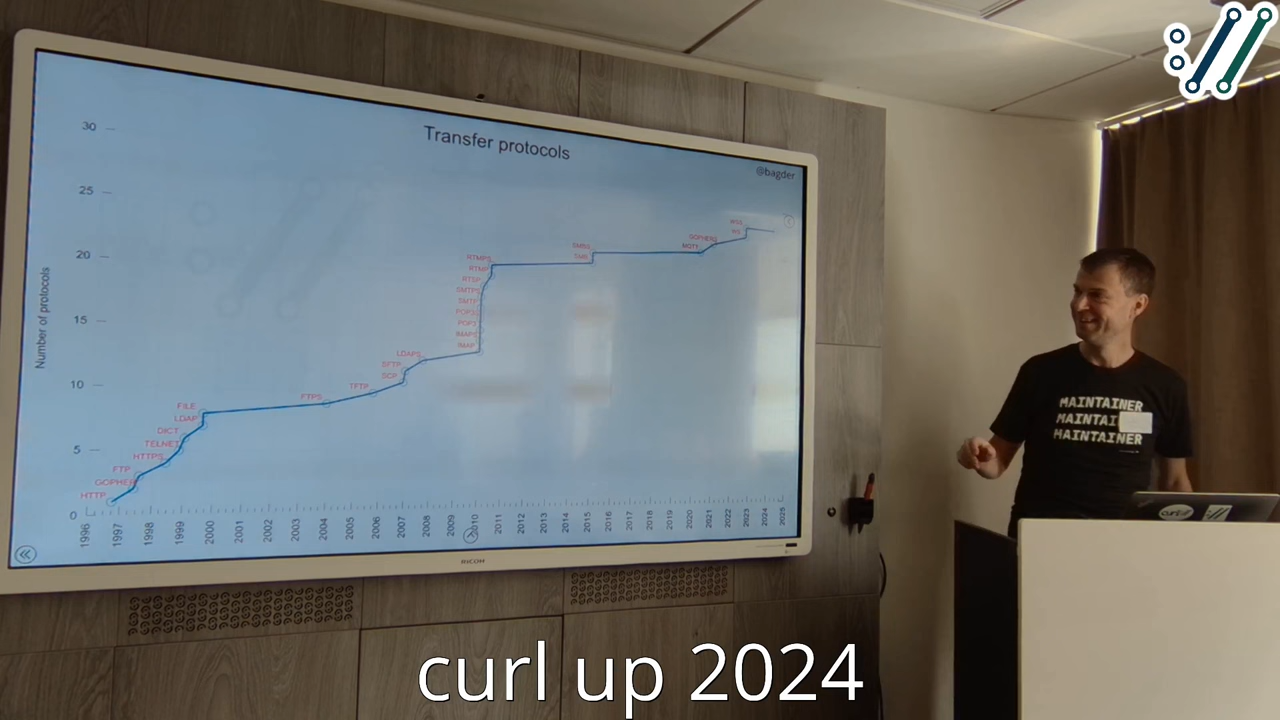 Transfer protocols
@bagder
30
25
20
15
10
5
0
Number of protocols
WSS
WS
GOPHERS
MQTT
SMBS
SMB
RTMPS
RTMP
RTSP
SMTPS
SMTP
POP3S
POP3
IMAPS
IMAP
LDAPS
SFTP
SCP
TFTP
FTPS
FILE
LDAP
DICT
TELNET
HTTPS
FTP
GOPHER
HTTP
1996 1997 1998 1999 2000 2001 2002 2003 2004 2005 2006 2007 2008 2009 2010 2011 2012 2013 2014 2015 2016 2017 2018 2019 2020 2021 2022 2023 2024 2025
RICOH
MAINTAINER
MAINTAI
MAINTAINER
curl
curl up 2024